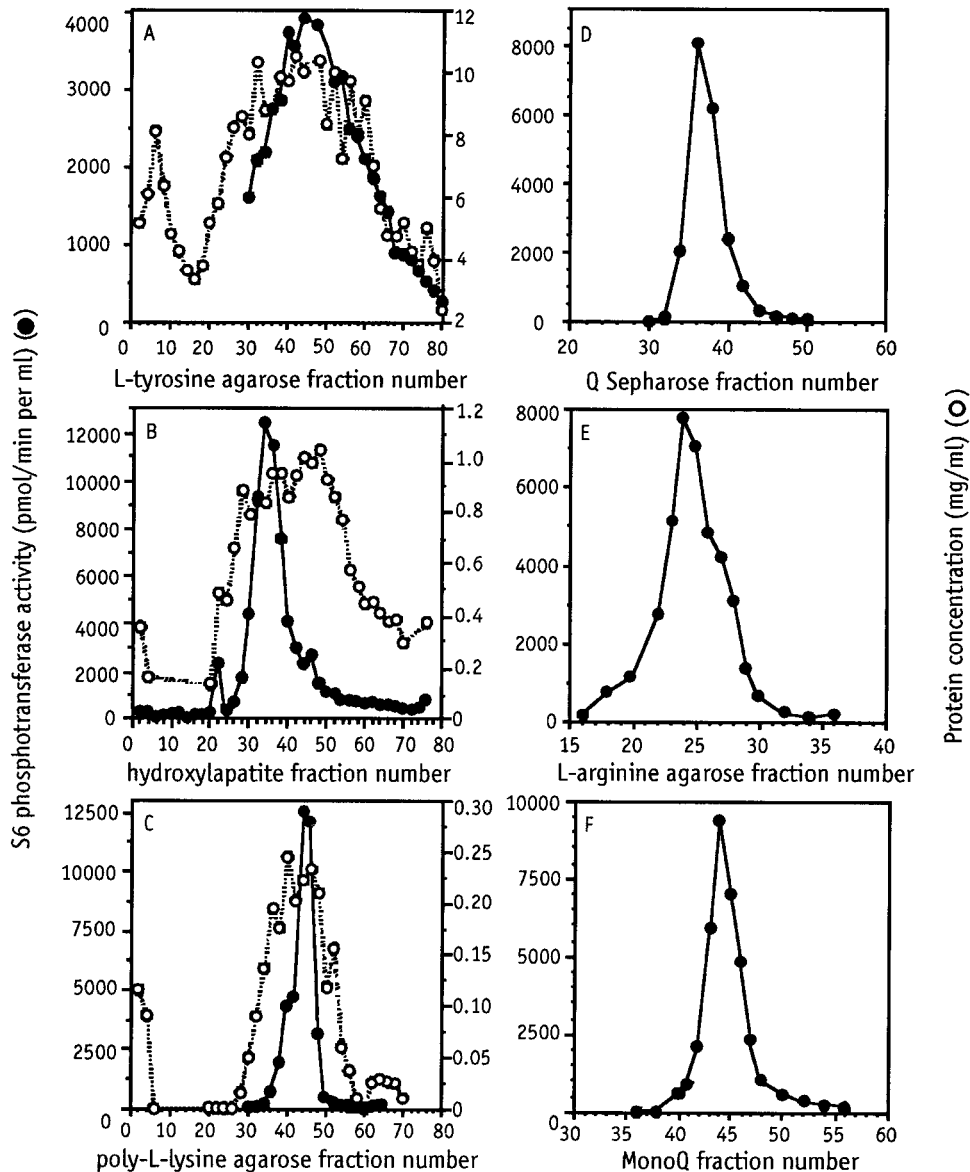 S6 phosphotransferase activity (pmol/min per ml) (●)
Protein concentration (mg/ml) (○)
A
4000
3000
2000
1000
0
12
10
8
6
4
2
0 10 20 30 40 50 60 70 80
L-tyrosine agarose fraction number
B
12000
10000
8000
6000
4000
2000
0
1.2
1.0
0.8
0.6
0.4
0.2
0
0 10 20 30 40 50 60 70 80
hydroxylapatite fraction number
C
12500
10000
7500
5000
2500
0
0.30
0.25
0.20
0.15
0.10
0.05
0
0 10 20 30 40 50 60 70 80
poly-L-lysine agarose fraction number
D
8000
6000
4000
2000
0
20 30 40 50 60
Q Sepharose fraction number
E
8000
6000
4000
2000
0
15 20 25 30 35 40
L-arginine agarose fraction number
F
10000
7500
5000
2500
0
30 35 40 45 50 55 60
MonoQ fraction number